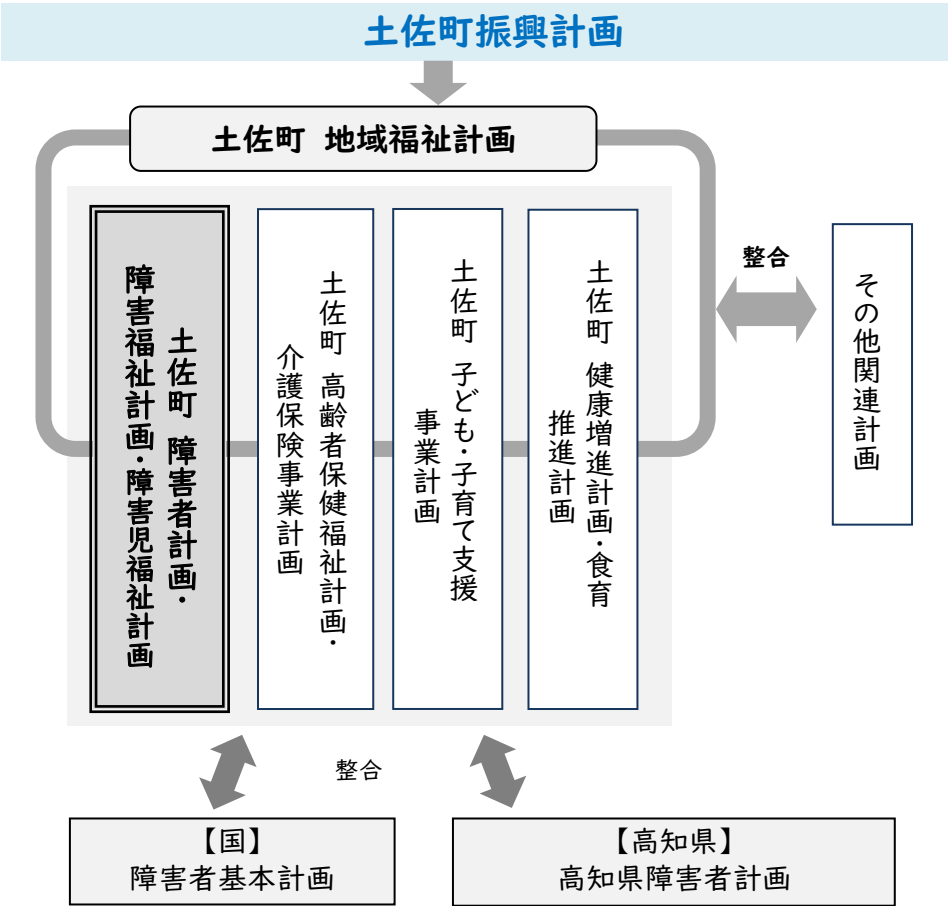 土佐町振興計画
土佐町 地域福祉計画
土佐町 障害者計画・
障害福祉計画・障害児福祉計画
土佐町 高齢者保健福祉計画・
介護保険事業計画
土佐町 子ども・子育て支援
事業計画
土佐町 健康増進計画・食育
推進計画
整合
その他関連計画
整合
【国】
障害者基本計画
【高知県】
高知県障害者計画